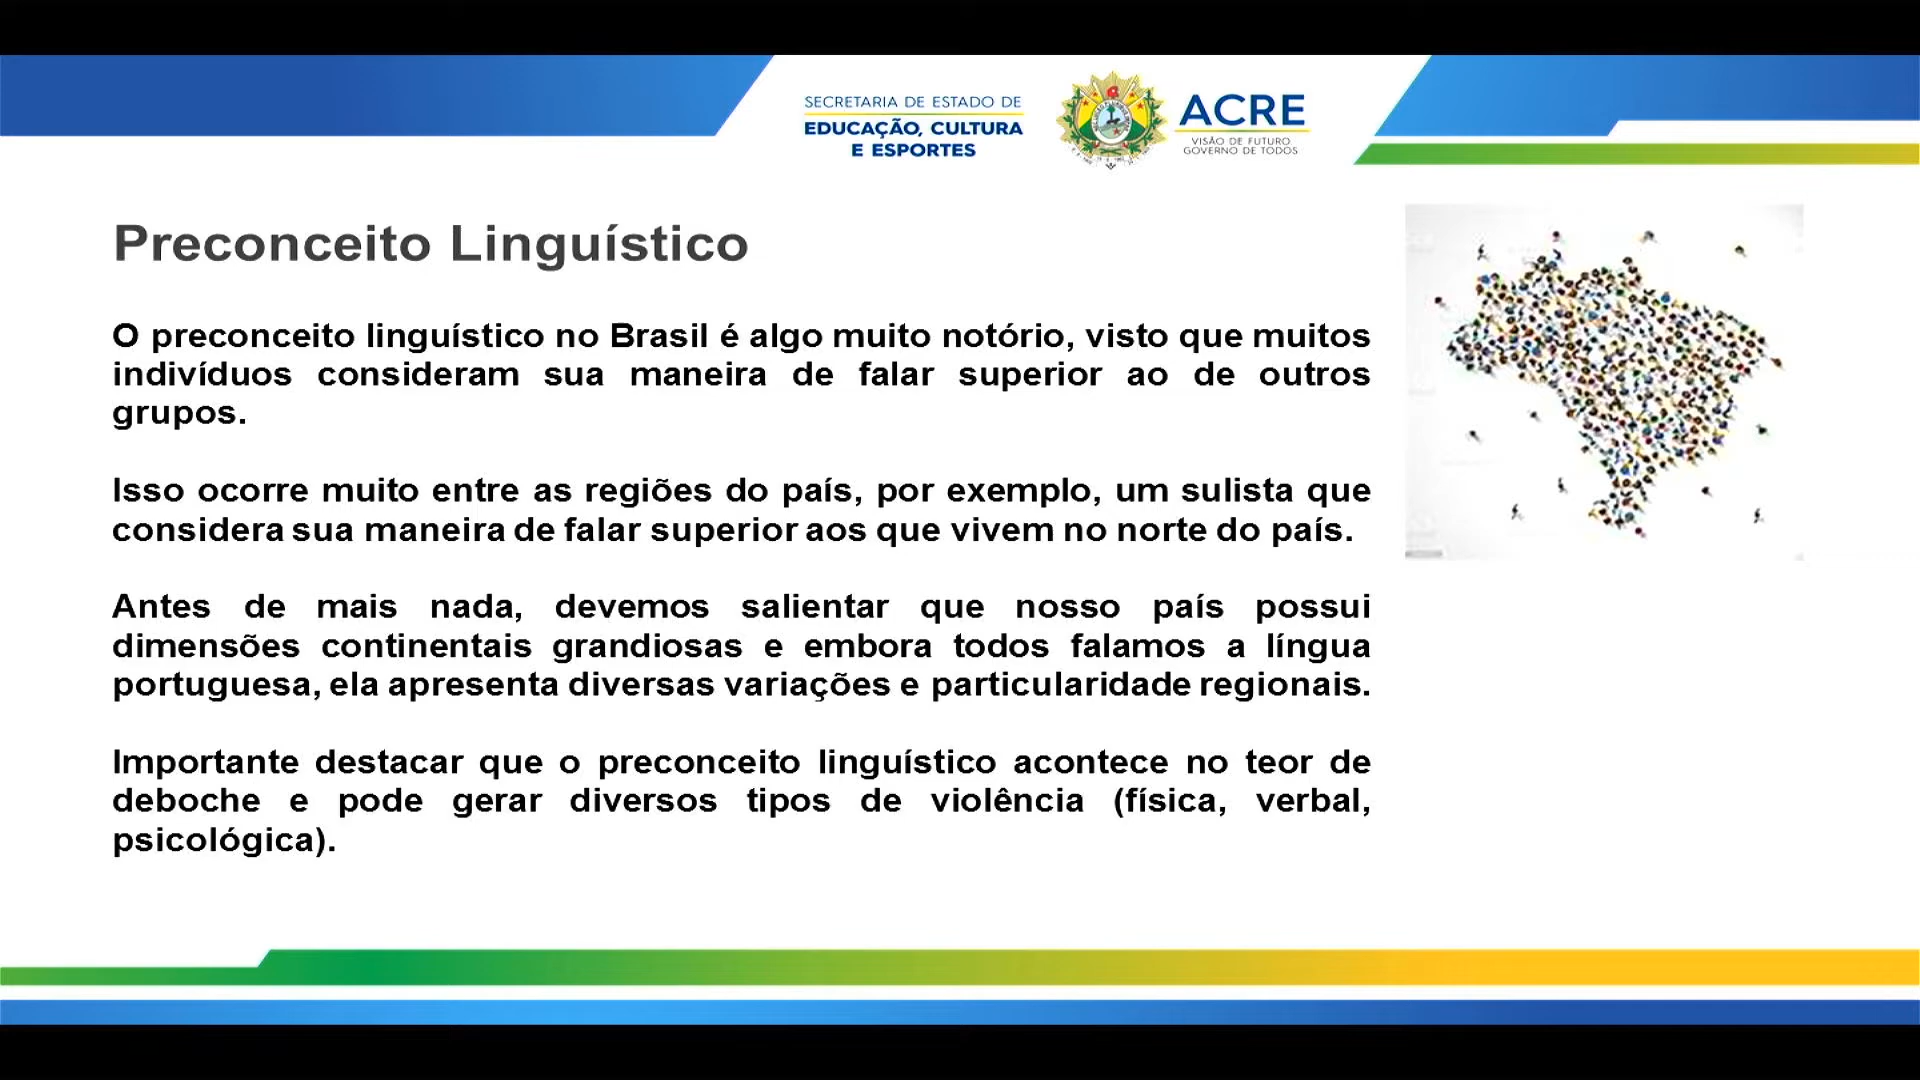 SECRETARIA DE ESTADO DE
EDUCAÇÃO, CULTURA
E ESPORTES
ACRE
VISÃO DE FUTURO
GOVERNO DE TODOS
Preconceito Linguístico
O preconceito linguístico no Brasil é algo muito notório, visto que muitos
indivíduos consideram sua maneira de falar superior ao de outros
grupos.
Isso ocorre muito entre as regiões do país, por exemplo, um sulista que
considera sua maneira de falar superior aos que vivem no norte do país.
Antes de mais nada, devemos salientar que nosso país possui
dimensões continentais grandiosas e embora todos falamos a língua
portuguesa, ela apresenta diversas variações e particularidade regionais.
Importante destacar que o preconceito linguístico acontece no teor de
deboche e pode gerar diversos tipos de violência (física, verbal,
psicológica).